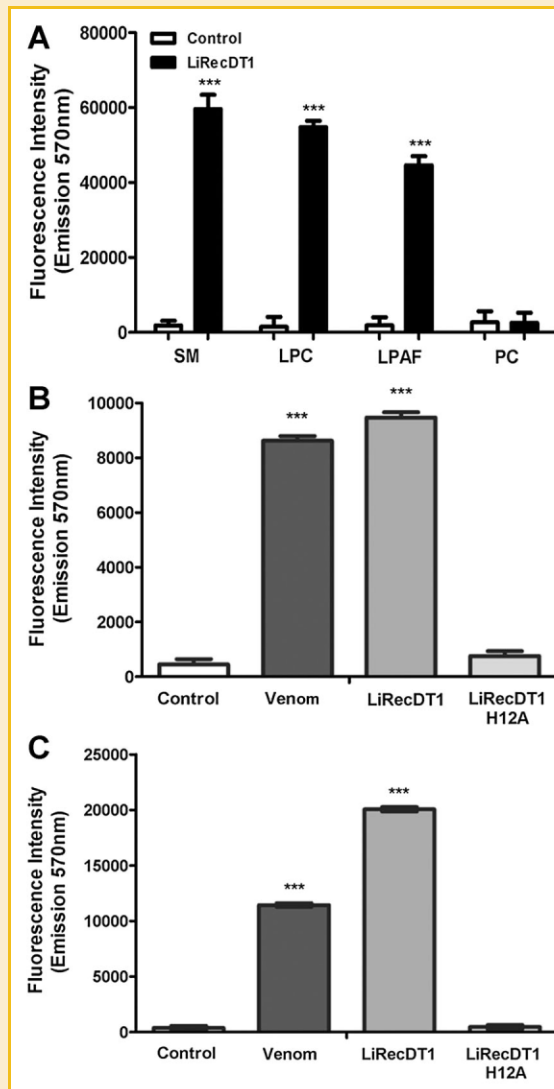 A
Control
LiRecDT1
Fluorescence Intensity
(Emission 570nm)
80000
60000
40000
20000
0
***
***
***
SM
LPC
LPAF
PC
B
Fluorescence Intensity
(Emission 570nm)
10000
8000
6000
4000
2000
0
***
***
Control
Venom
LiRecDT1
LiRecDT1
H12A
C
Fluorescence Intensity
(Emission 570nm)
25000
20000
15000
10000
5000
0
***
***
Control
Venom
LiRecDT1
LiRecDT1
H12A